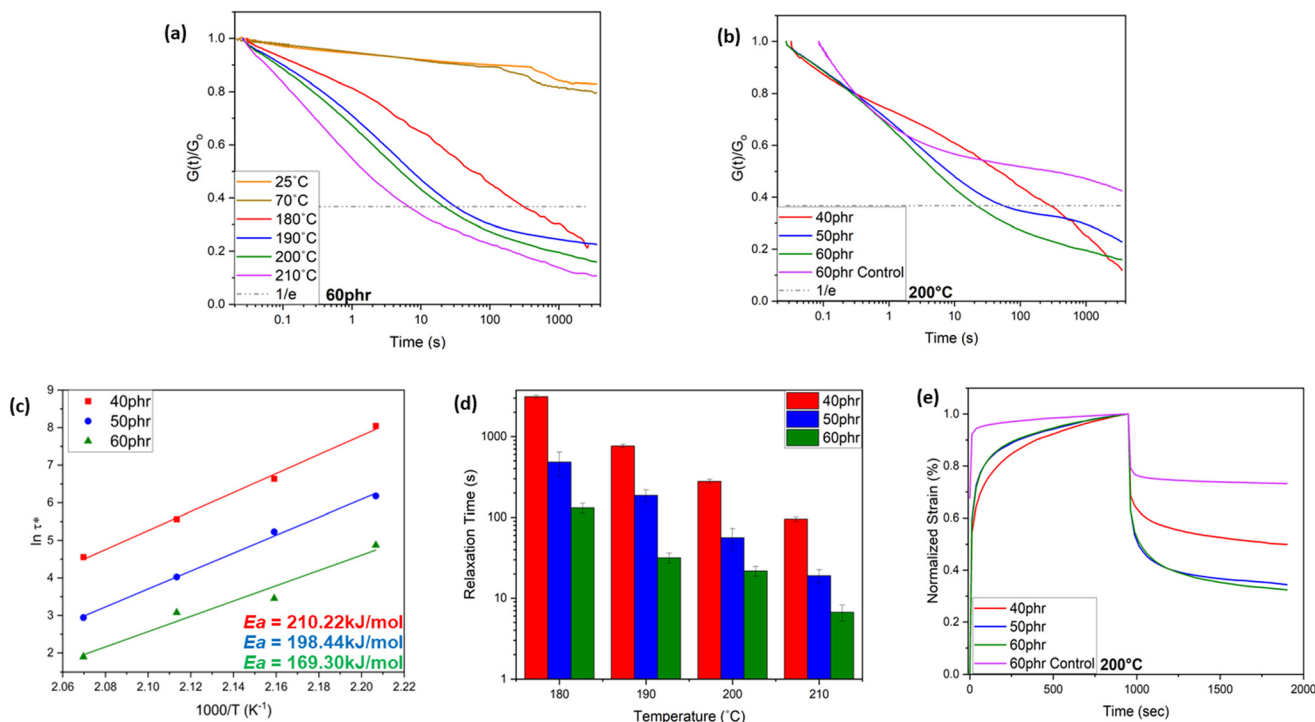 (a)
G(t)/Go
1.0
0.8
0.6
0.4
0.2
0.0
25°C
70°C
180°C
190°C
200°C
210°C
1/e
60phr
0.1 1 10 100 1000
Time (s)
(b)
G(t)/Go
1.0
0.8
0.6
0.4
0.2
0.0
40phr
50phr
60phr
60phr Control
1/e
200°C
0.1 1 10 100 1000
Time (s)
(c)
ln τ*
9
8
7
6
5
4
3
2
40phr
50phr
60phr
Ea = 210.22kJ/mol
Ea = 198.44kJ/mol
Ea = 169.30kJ/mol
2.06 2.08 2.10 2.12 2.14 2.16 2.18 2.20 2.22
1000/T (K⁻¹)
(d)
Relaxation Time (s)
1000
100
10
1
40phr
50phr
60phr
180 190 200 210
Temperature (°C)
(e)
Normalized Strain (%)
1.0
0.8
0.6
0.4
0.2
0.0
40phr
50phr
60phr
60phr Control
200°C
0 500 1000 1500 2000
Time (sec)